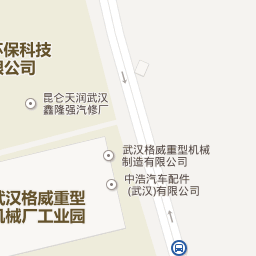 环保科技
限公司
昆仑天润武汉
鑫隆强汽修厂
武汉格威重型机械
制造有限公司
中浩汽车配件
(武汉)有限公司
武汉格威重型
机械厂工业园